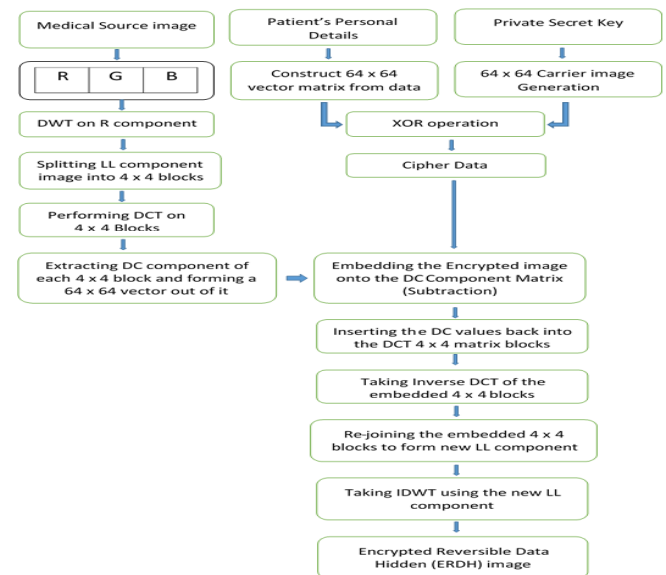 Medical Source image
Patient's Personal
Details
Private Secret Key
R G B
Construct 64 x 64
vector matrix from data
64 x 64 Carrier image
Generation
DWT on R component
XOR operation
Splitting LL component
image into 4 x 4 blocks
Cipher Data
Performing DCT on
4 x 4 Blocks
Extracting DC component of
each 4 x 4 block and forming a
64 x 64 vector out of it
Embedding the Encrypted image
onto the DC Component Matrix
(Subtraction)
Inserting the DC values back into
the DCT 4 x 4 matrix blocks
Taking Inverse DCT of the
embedded 4 x 4 blocks
Re-joining the embedded 4 x 4
blocks to form new LL component
Taking IDWT using the new LL
component
Encrypted Reversible Data
Hidden (ERDH) image